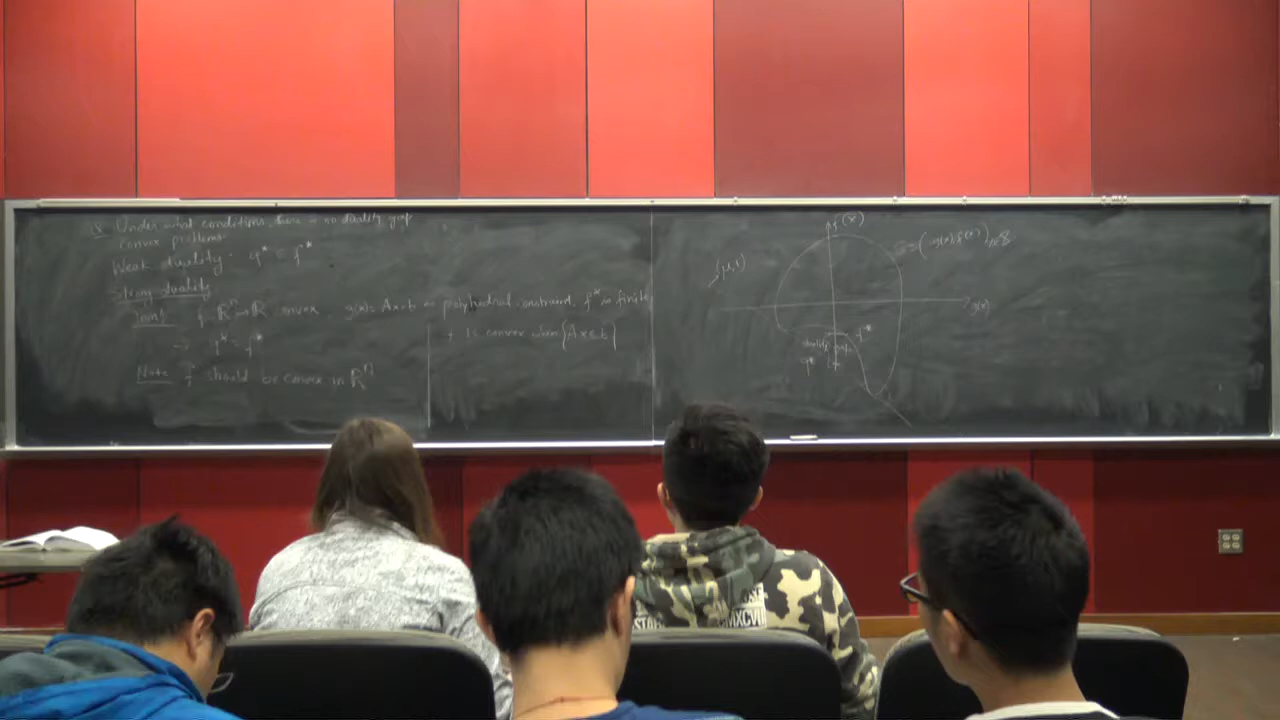 Q Under what conditions, there is no duality gap
convex problems
Weak duality: q* ≤ f*
Strong duality
f: ℝⁿ→ℝ convex, g(x) = Ax-b is polyhedral constraint, f* is finite
→ q* = f*
f is convex when {Ax≤b}
Note: f should be convex in ℝⁿ
f(x)
(μ,1)
g(x)
f*
duality gap
q*